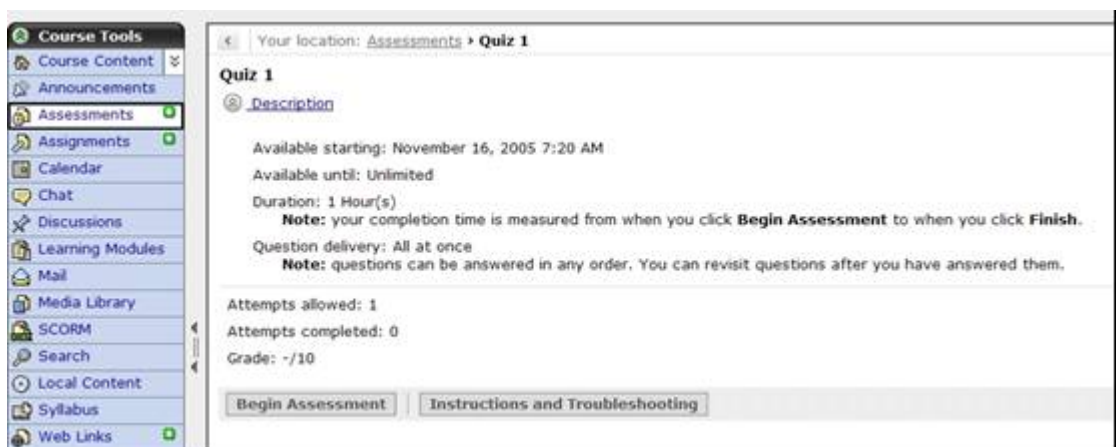 Course Tools
Course Content
Announcements
Assessments
Assignments
Calendar
Chat
Discussions
Learning Modules
Mail
Media Library
SCORM
Search
Local Content
Syllabus
Web Links
Your location: Assessments › Quiz 1
Quiz 1
Description
Available starting: November 16, 2005 7:20 AM
Available until: Unlimited
Duration: 1 Hour(s)
Note: your completion time is measured from when you click Begin Assessment to when you click Finish.
Question delivery: All at once
Note: questions can be answered in any order. You can revisit questions after you have answered them.
Attempts allowed: 1
Attempts completed: 0
Grade: -/10
Begin Assessment Instructions and Troubleshooting